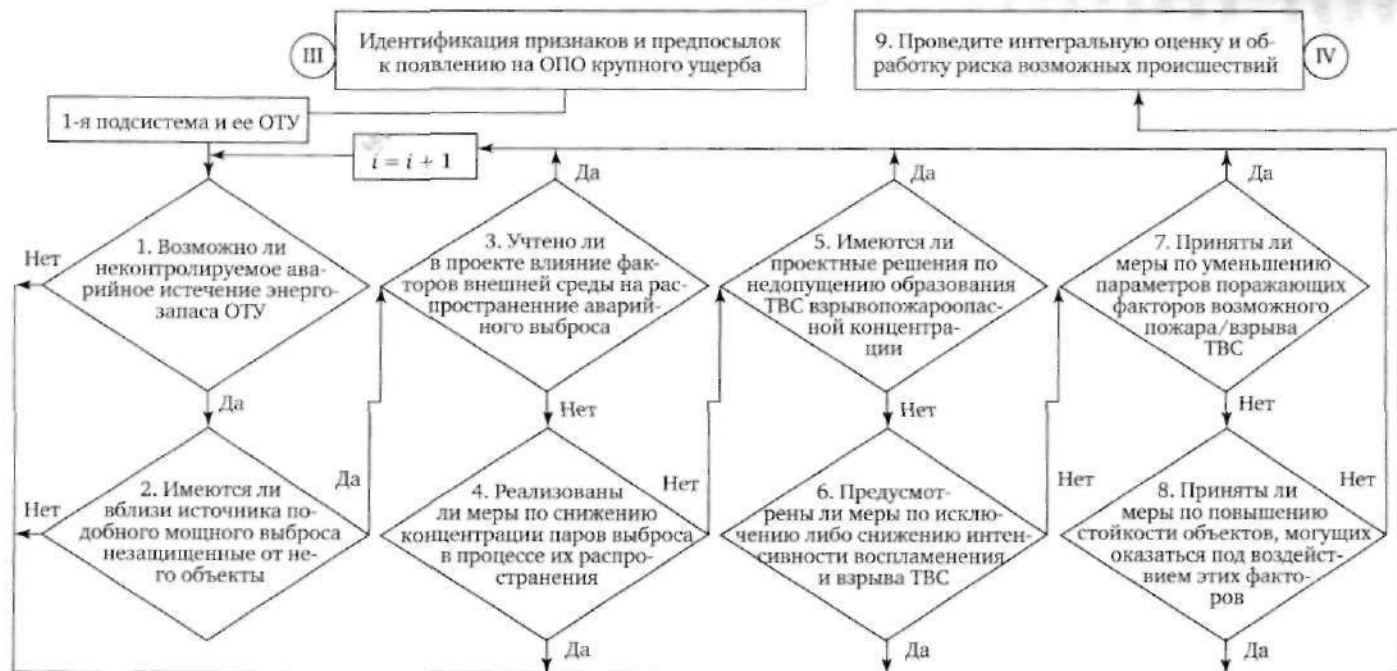 III
Идентификация признаков и предпосылок
к появлению на ОПО крупного ущерба
9. Проведите интегральную оценку и об-
работку риска возможных происшествий
IV
1-я подсистема и ее ОТУ
i = i + 1
Да
Да
Да
Нет
1. Возможно ли
неконтролируемое ава-
рийное истечение энерго-
запаса ОТУ
3. Учтено ли
в проекте влияние фак-
торов внешней среды на рас-
пространнние аварий-
ного выброса
5. Имеются ли
проектные решения по
недопущению образования
ТВС взрывопожароопас-
ной концентра-
ции
7. Приняты ли
меры по уменьшению
параметров поражающих
факторов возможного
пожара/взрыва
ТВС
Да
Нет
Нет
Нет
Нет
2. Имеются ли
вблизи источника по-
добного мощного выброса
незащищенные от не-
го объекты
Да
4. Реализованы
ли меры по снижению
концентрации паров выброса
в процессе их распро-
странения
Нет
6. Предусмот-
рены ли меры по исклю-
чению либо снижению интен-
сивности воспламенения
и взрыва ТВС
Нет
8. Приняты ли
меры по повышению
стойкости объектов, могущих
оказаться под воздейст-
вием этих факто-
ров
Нет
Да
Да
Да